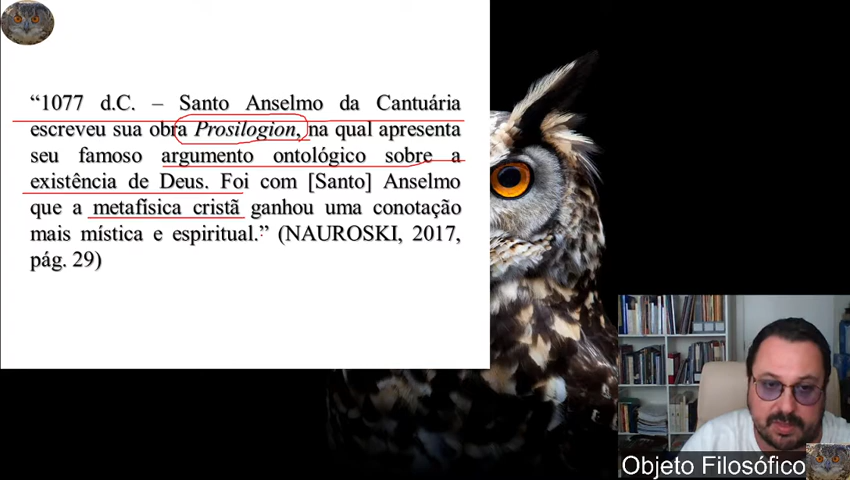 “1077 d.C. – Santo Anselmo da Cantuária
escreveu sua obra Prosilogion, na qual apresenta
seu famoso argumento ontológico sobre a
existência de Deus. Foi com [Santo] Anselmo
que a metafísica cristã ganhou uma conotação
mais mística e espiritual.” (NAUROSKI, 2017,
pág. 29)
Objeto Filosófico